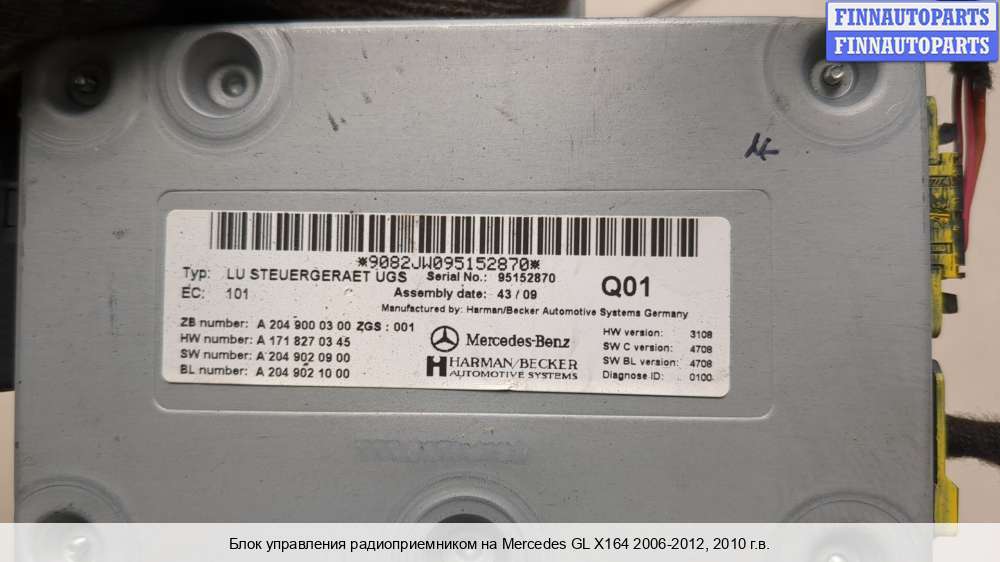 FINNAUTOPARTS
FINNAUTOPARTS
*9082JW095152870*
Typ: LU STEUERGERAET UGS Serial No.: 95152870
EC: 101 Assembly date: 43 / 09 Q01
Manufactured by: Harman/Becker Automotive Systems Germany
ZB number: A 204 900 03 00 ZGS : 001
HW number: A 171 827 03 45
SW number: A 204 902 09 00
BL number: A 204 902 10 00
Mercedes-Benz
HARMAN/BECKER
AUTOMOTIVE SYSTEMS
HW version: 3108
SW C version: 4708
SW BL version: 4708
Diagnose ID: 0100
Блок управления радиоприемником на Mercedes GL X164 2006-2012, 2010 г.в.